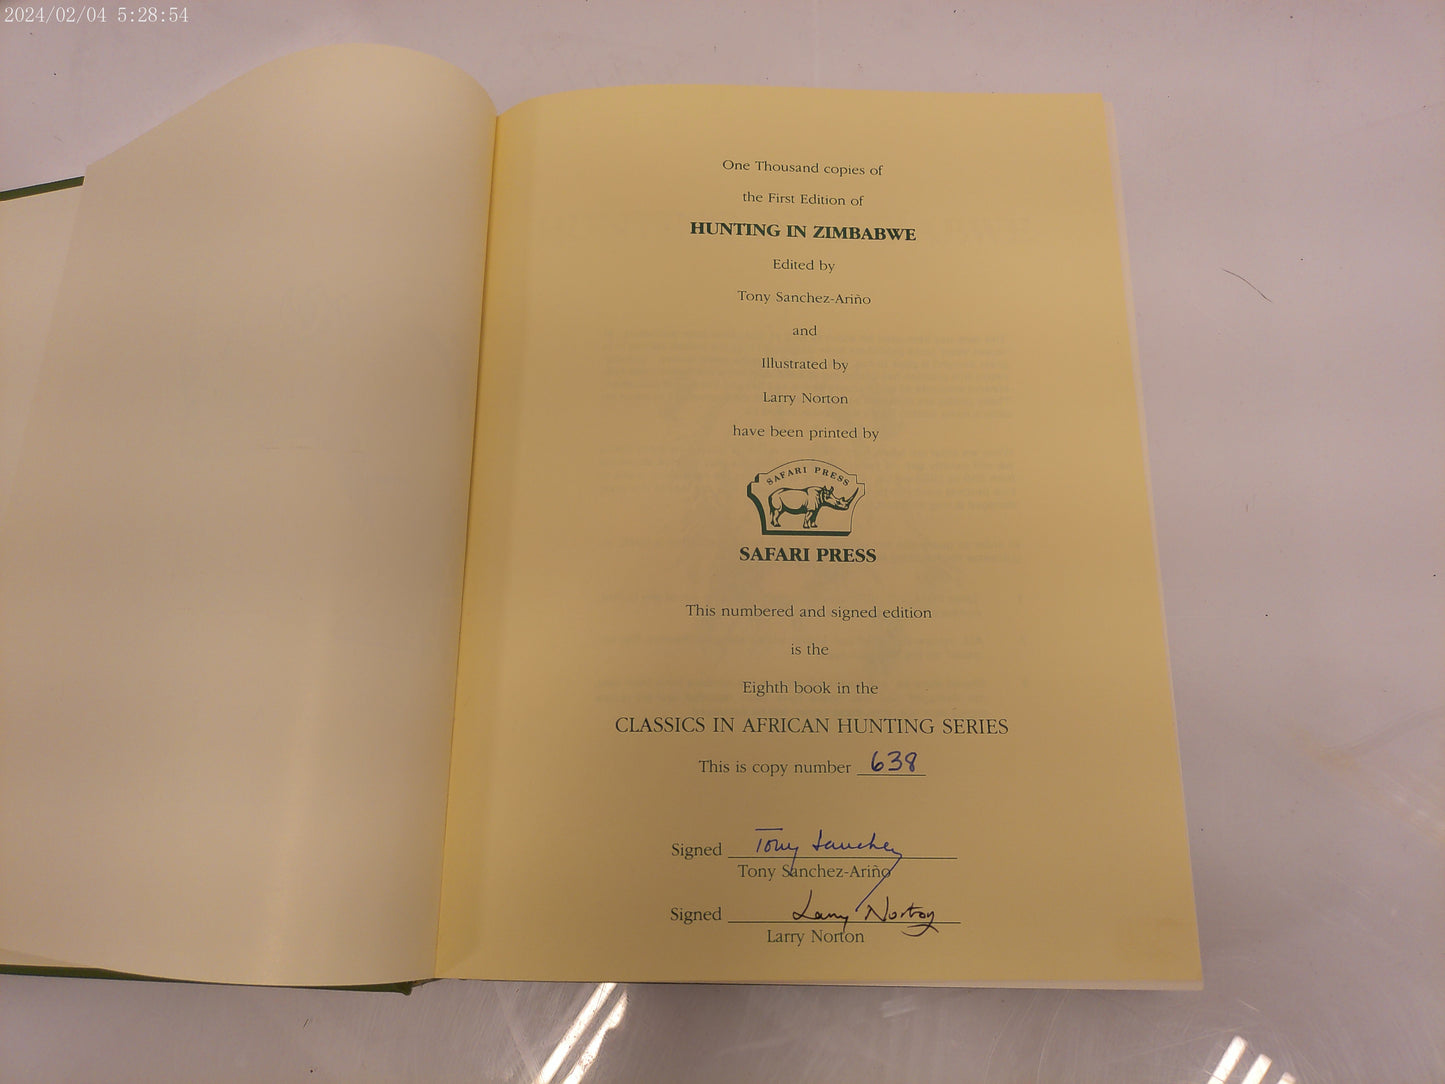 2024/02/04 5:28:54
One Thousand copies of
the First Edition of
HUNTING IN ZIMBABWE
Edited by
Tony Sanchez-Ariño
and
Illustrated by
Larry Norton
have been printed by
SAFARI PRESS
SAFARI PRESS
This numbered and signed edition
is the
Eighth book in the
CLASSICS IN AFRICAN HUNTING SERIES
This is copy number 638
Signed Tony Sanchez
Tony Sanchez-Ariño
Signed Larry Norton
Larry Norton